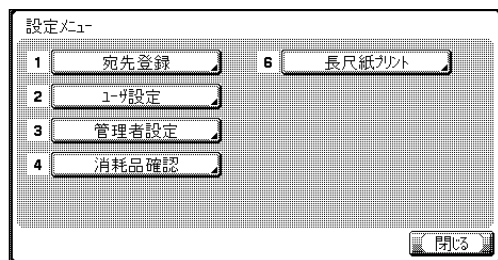 設定ﾒﾆｭｰ
1 宛先登録
2 ﾕｰｻﾞ設定
3 管理者設定
4 消耗品確認
6 長尺紙ﾌﾟﾘﾝﾄ
閉じる